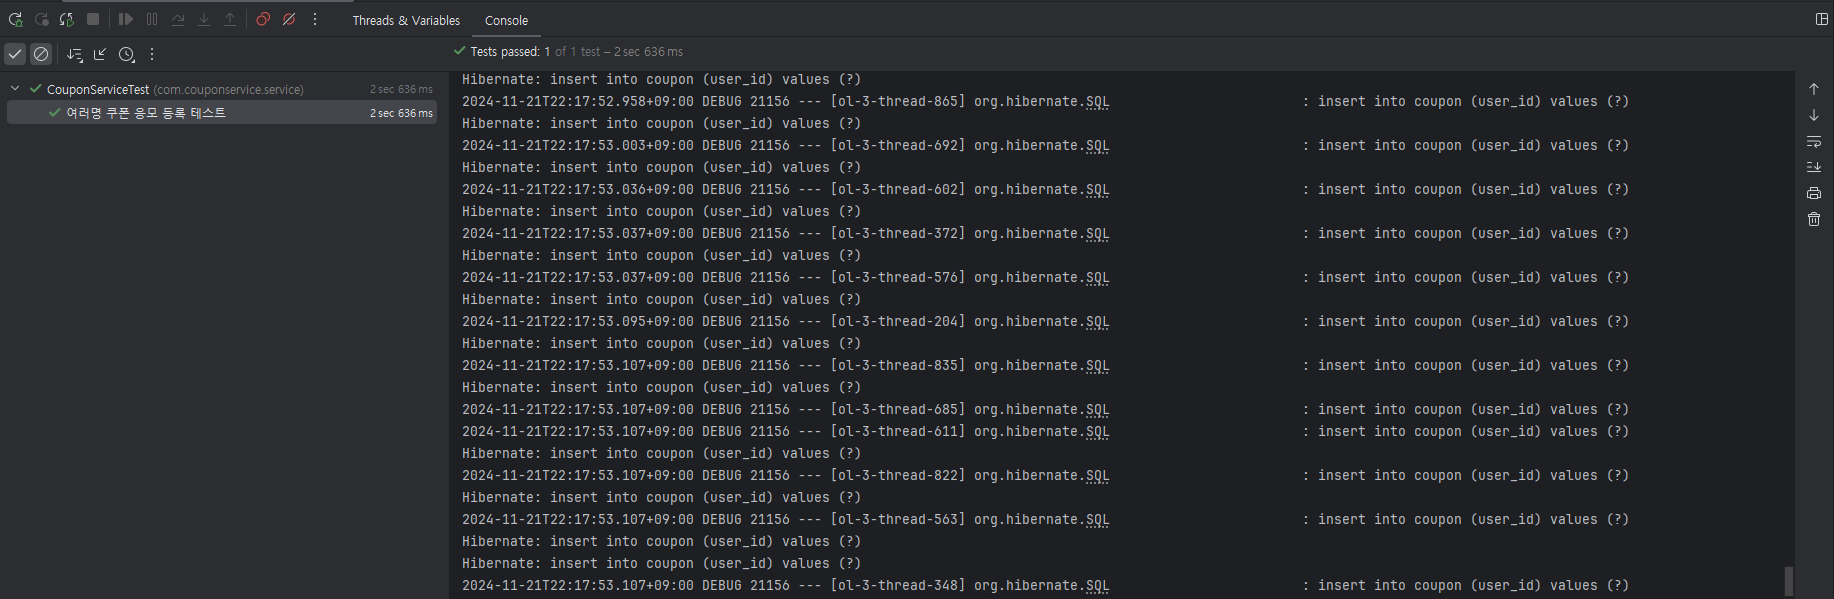 Threads & Variables Console
Tests passed: 1 of 1 test – 2 sec 636 ms
CouponServiceTest (com.couponservice.service) 2 sec 636 ms
여러명 쿠폰 응모 등록 테스트 2 sec 636 ms
Hibernate: insert into coupon (user_id) values (?)
2024-11-21T22:17:52.958+09:00 DEBUG 21156 --- [ol-3-thread-865] org.hibernate.SQL : insert into coupon (user_id) values (?)
Hibernate: insert into coupon (user_id) values (?)
2024-11-21T22:17:53.003+09:00 DEBUG 21156 --- [ol-3-thread-692] org.hibernate.SQL : insert into coupon (user_id) values (?)
Hibernate: insert into coupon (user_id) values (?)
2024-11-21T22:17:53.036+09:00 DEBUG 21156 --- [ol-3-thread-602] org.hibernate.SQL : insert into coupon (user_id) values (?)
Hibernate: insert into coupon (user_id) values (?)
2024-11-21T22:17:53.037+09:00 DEBUG 21156 --- [ol-3-thread-372] org.hibernate.SQL : insert into coupon (user_id) values (?)
Hibernate: insert into coupon (user_id) values (?)
2024-11-21T22:17:53.037+09:00 DEBUG 21156 --- [ol-3-thread-576] org.hibernate.SQL : insert into coupon (user_id) values (?)
Hibernate: insert into coupon (user_id) values (?)
2024-11-21T22:17:53.095+09:00 DEBUG 21156 --- [ol-3-thread-204] org.hibernate.SQL : insert into coupon (user_id) values (?)
Hibernate: insert into coupon (user_id) values (?)
2024-11-21T22:17:53.107+09:00 DEBUG 21156 --- [ol-3-thread-835] org.hibernate.SQL : insert into coupon (user_id) values (?)
Hibernate: insert into coupon (user_id) values (?)
2024-11-21T22:17:53.107+09:00 DEBUG 21156 --- [ol-3-thread-685] org.hibernate.SQL : insert into coupon (user_id) values (?)
2024-11-21T22:17:53.107+09:00 DEBUG 21156 --- [ol-3-thread-611] org.hibernate.SQL : insert into coupon (user_id) values (?)
Hibernate: insert into coupon (user_id) values (?)
2024-11-21T22:17:53.107+09:00 DEBUG 21156 --- [ol-3-thread-822] org.hibernate.SQL : insert into coupon (user_id) values (?)
Hibernate: insert into coupon (user_id) values (?)
2024-11-21T22:17:53.107+09:00 DEBUG 21156 --- [ol-3-thread-563] org.hibernate.SQL : insert into coupon (user_id) values (?)
Hibernate: insert into coupon (user_id) values (?)
Hibernate: insert into coupon (user_id) values (?)
2024-11-21T22:17:53.107+09:00 DEBUG 21156 --- [ol-3-thread-348] org.hibernate.SQL : insert into coupon (user_id) values (?)